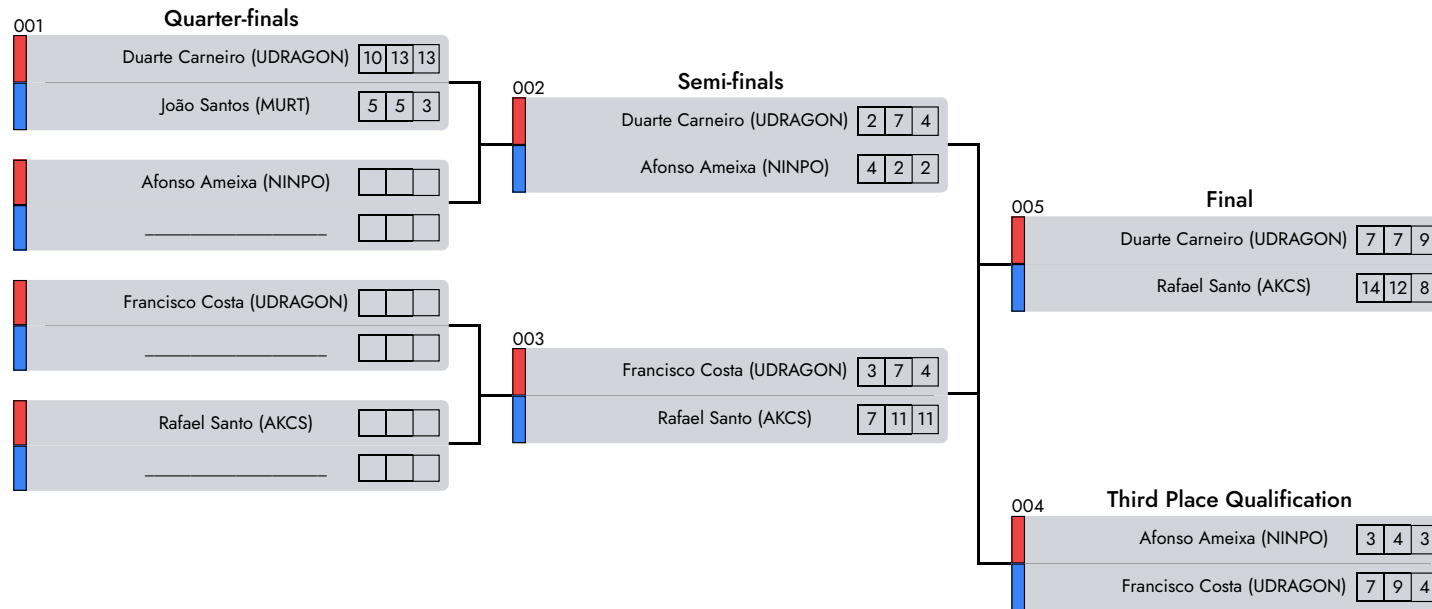 Quarter-finals
001
Duarte Carneiro (UDRAGON) 10 13 13
João Santos (MURT) 5 5 3
Afonso Ameixa (NINPO)
____________________
Francisco Costa (UDRAGON)
____________________
Rafael Santo (AKCS)
____________________
Semi-finals
002
Duarte Carneiro (UDRAGON) 2 7 4
Afonso Ameixa (NINPO) 4 2 2
003
Francisco Costa (UDRAGON) 3 7 4
Rafael Santo (AKCS) 7 11 11
Final
005
Duarte Carneiro (UDRAGON) 7 7 9
Rafael Santo (AKCS) 14 12 8
Third Place Qualification
004
Afonso Ameixa (NINPO) 3 4 3
Francisco Costa (UDRAGON) 7 9 4